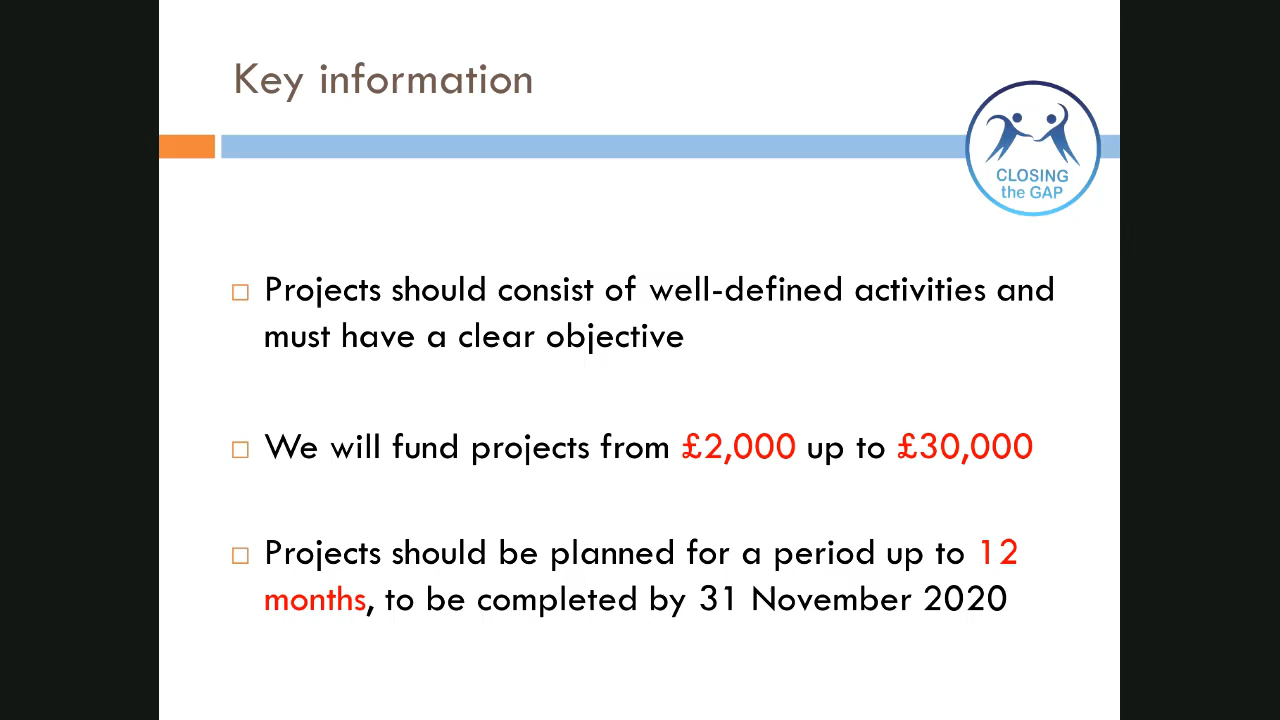 Key information
CLOSING
the GAP
Projects should consist of well-defined activities and
must have a clear objective
We will fund projects from £2,000 up to £30,000
Projects should be planned for a period up to 12
months, to be completed by 31 November 2020